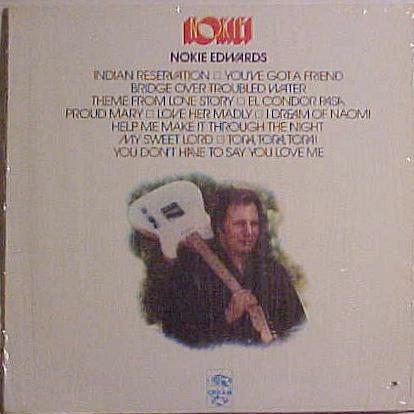 NOKIE
NOKIE EDWARDS
INDIAN RESERVATION □ YOU'VE GOT A FRIEND
BRIDGE OVER TROUBLED WATER
THEME FROM LOVE STORY □ EL CONDOR PASA
PROUD MARY □ LOVE HER MADLY □ I DREAM OF NAOMI
HELP ME MAKE IT THROUGH THE NIGHT
MY SWEET LORD □ TORA, TORA, TORA!
YOU DON'T HAVE TO SAY YOU LOVE ME
CREAM